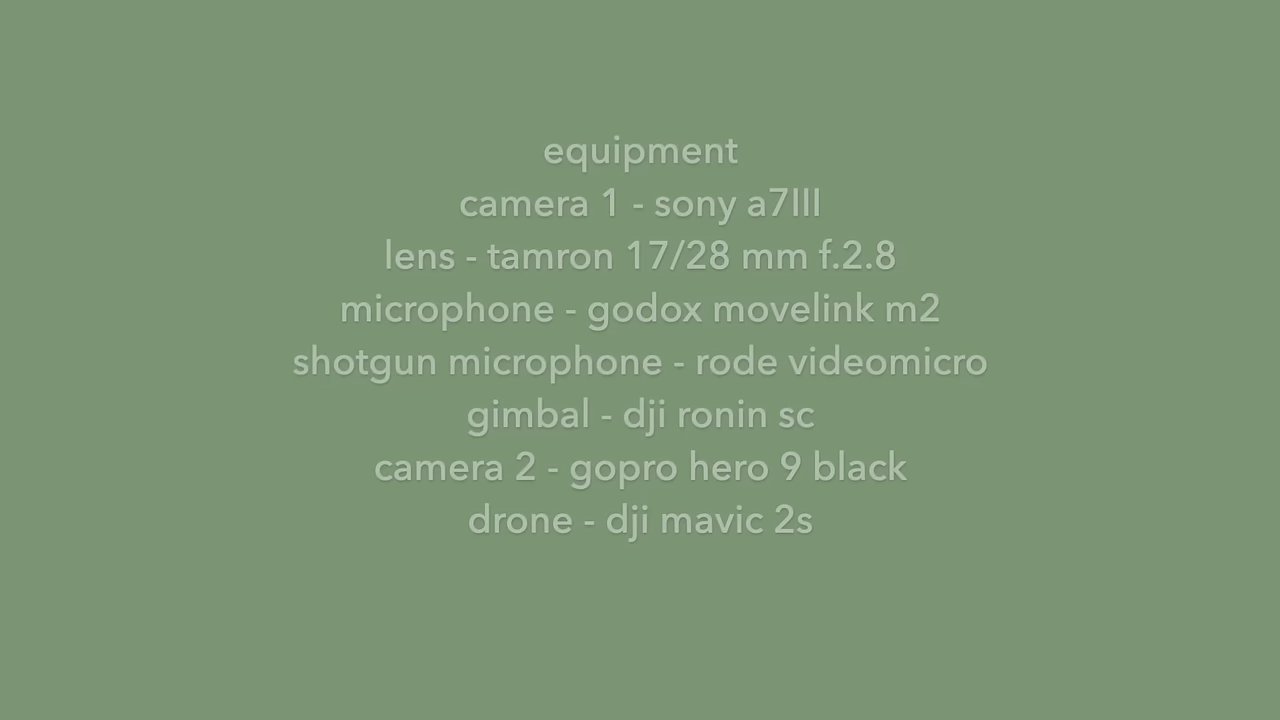 equipment
camera 1 - sony a7III
lens - tamron 17/28 mm f.2.8
microphone - godox movelink m2
shotgun microphone - rode videomicro
gimbal - dji ronin sc
camera 2 - gopro hero 9 black
drone - dji mavic 2s